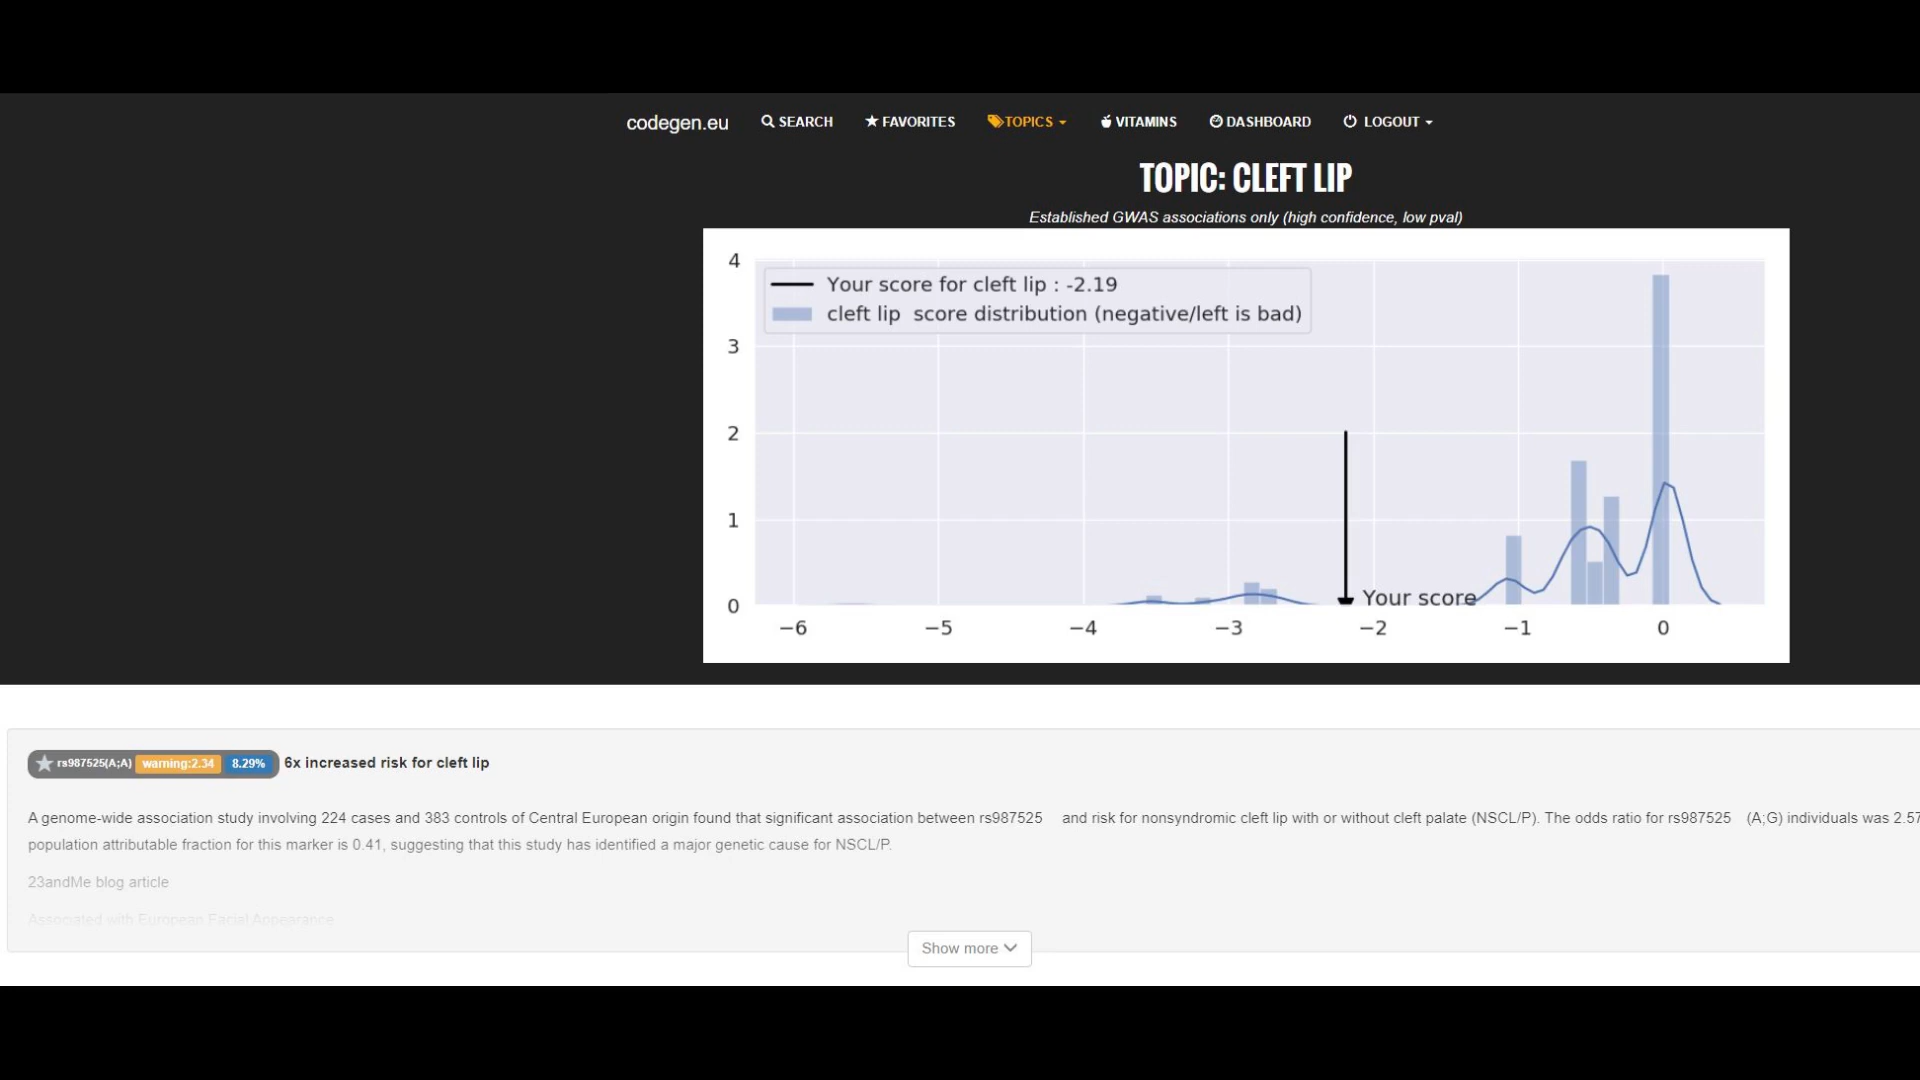 codegen.eu SEARCH FAVORITES TOPICS VITAMINS DASHBOARD LOGOUT
TOPIC: CLEFT LIP
Established GWAS associations only (high confidence, low pval)
4
Your score for cleft lip : -2.19
cleft lip score distribution (negative/left is bad)
3
2
1
Your score
0
−6 −5 −4 −3 −2 −1 0
rs987525(A;A) warning:2.34 8.29% 6x increased risk for cleft lip
A genome-wide association study involving 224 cases and 383 controls of Central European origin found that significant association between rs987525 and risk for nonsyndromic cleft lip with or without cleft palate (NSCL/P). The odds ratio for rs987525 (A;G) individuals was 2.57
population attributable fraction for this marker is 0.41, suggesting that this study has identified a major genetic cause for NSCL/P.
23andMe blog article
Associated with European Facial Appearance
Show more